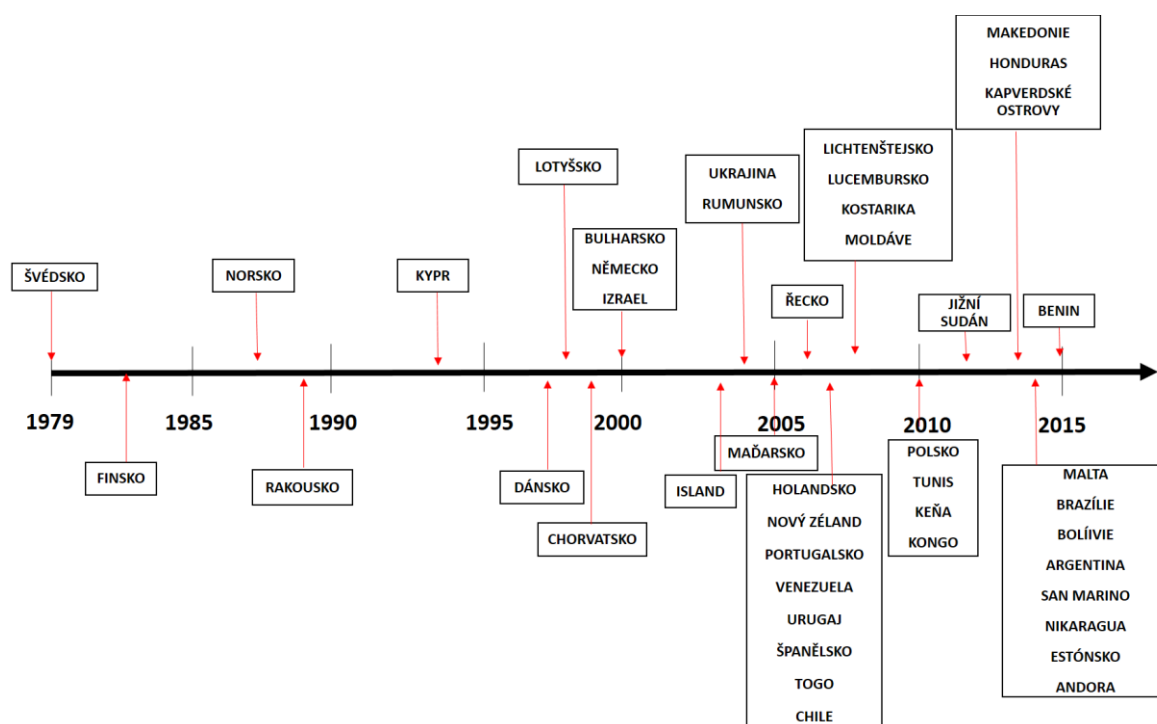 MAKEDONIE
HONDURAS
KAPVERDSKÉ
OSTROVY
LOTYŠSKO
UKRAJINA
RUMUNSKO
LICHTENŠTEJSKO
LUCEMBURSKO
KOSTARIKA
MOLDÁVE
BULHARSKO
NĚMECKO
IZRAEL
ŠVÉDSKO
NORSKO
KYPR
ŘECKO
JIŽNÍ
SUDÁN
BENIN
1979
1985
1990
1995
2000
2005
2010
2015
FINSKO
RAKOUSKO
DÁNSKO
CHORVATSKO
ISLAND
MAĎARSKO
HOLANDSKO
NOVÝ ZÉLAND
PORTUGALSKO
VENEZUELA
URUGAJ
ŠPANĚLSKO
TOGO
CHILE
POLSKO
TUNIS
KEŇA
KONGO
MALTA
BRAZÍLIE
BOLÍIVIE
ARGENTINA
SAN MARINO
NIKARAGUA
ESTÓNSKO
ANDORA